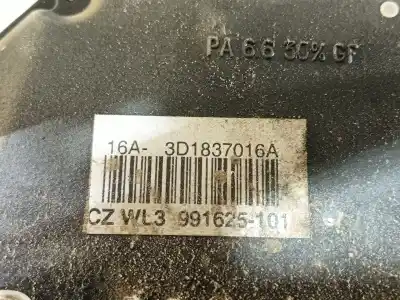 PA 6.6 30% GF
16A- 3D1837016A
CZ WL3 991625-101